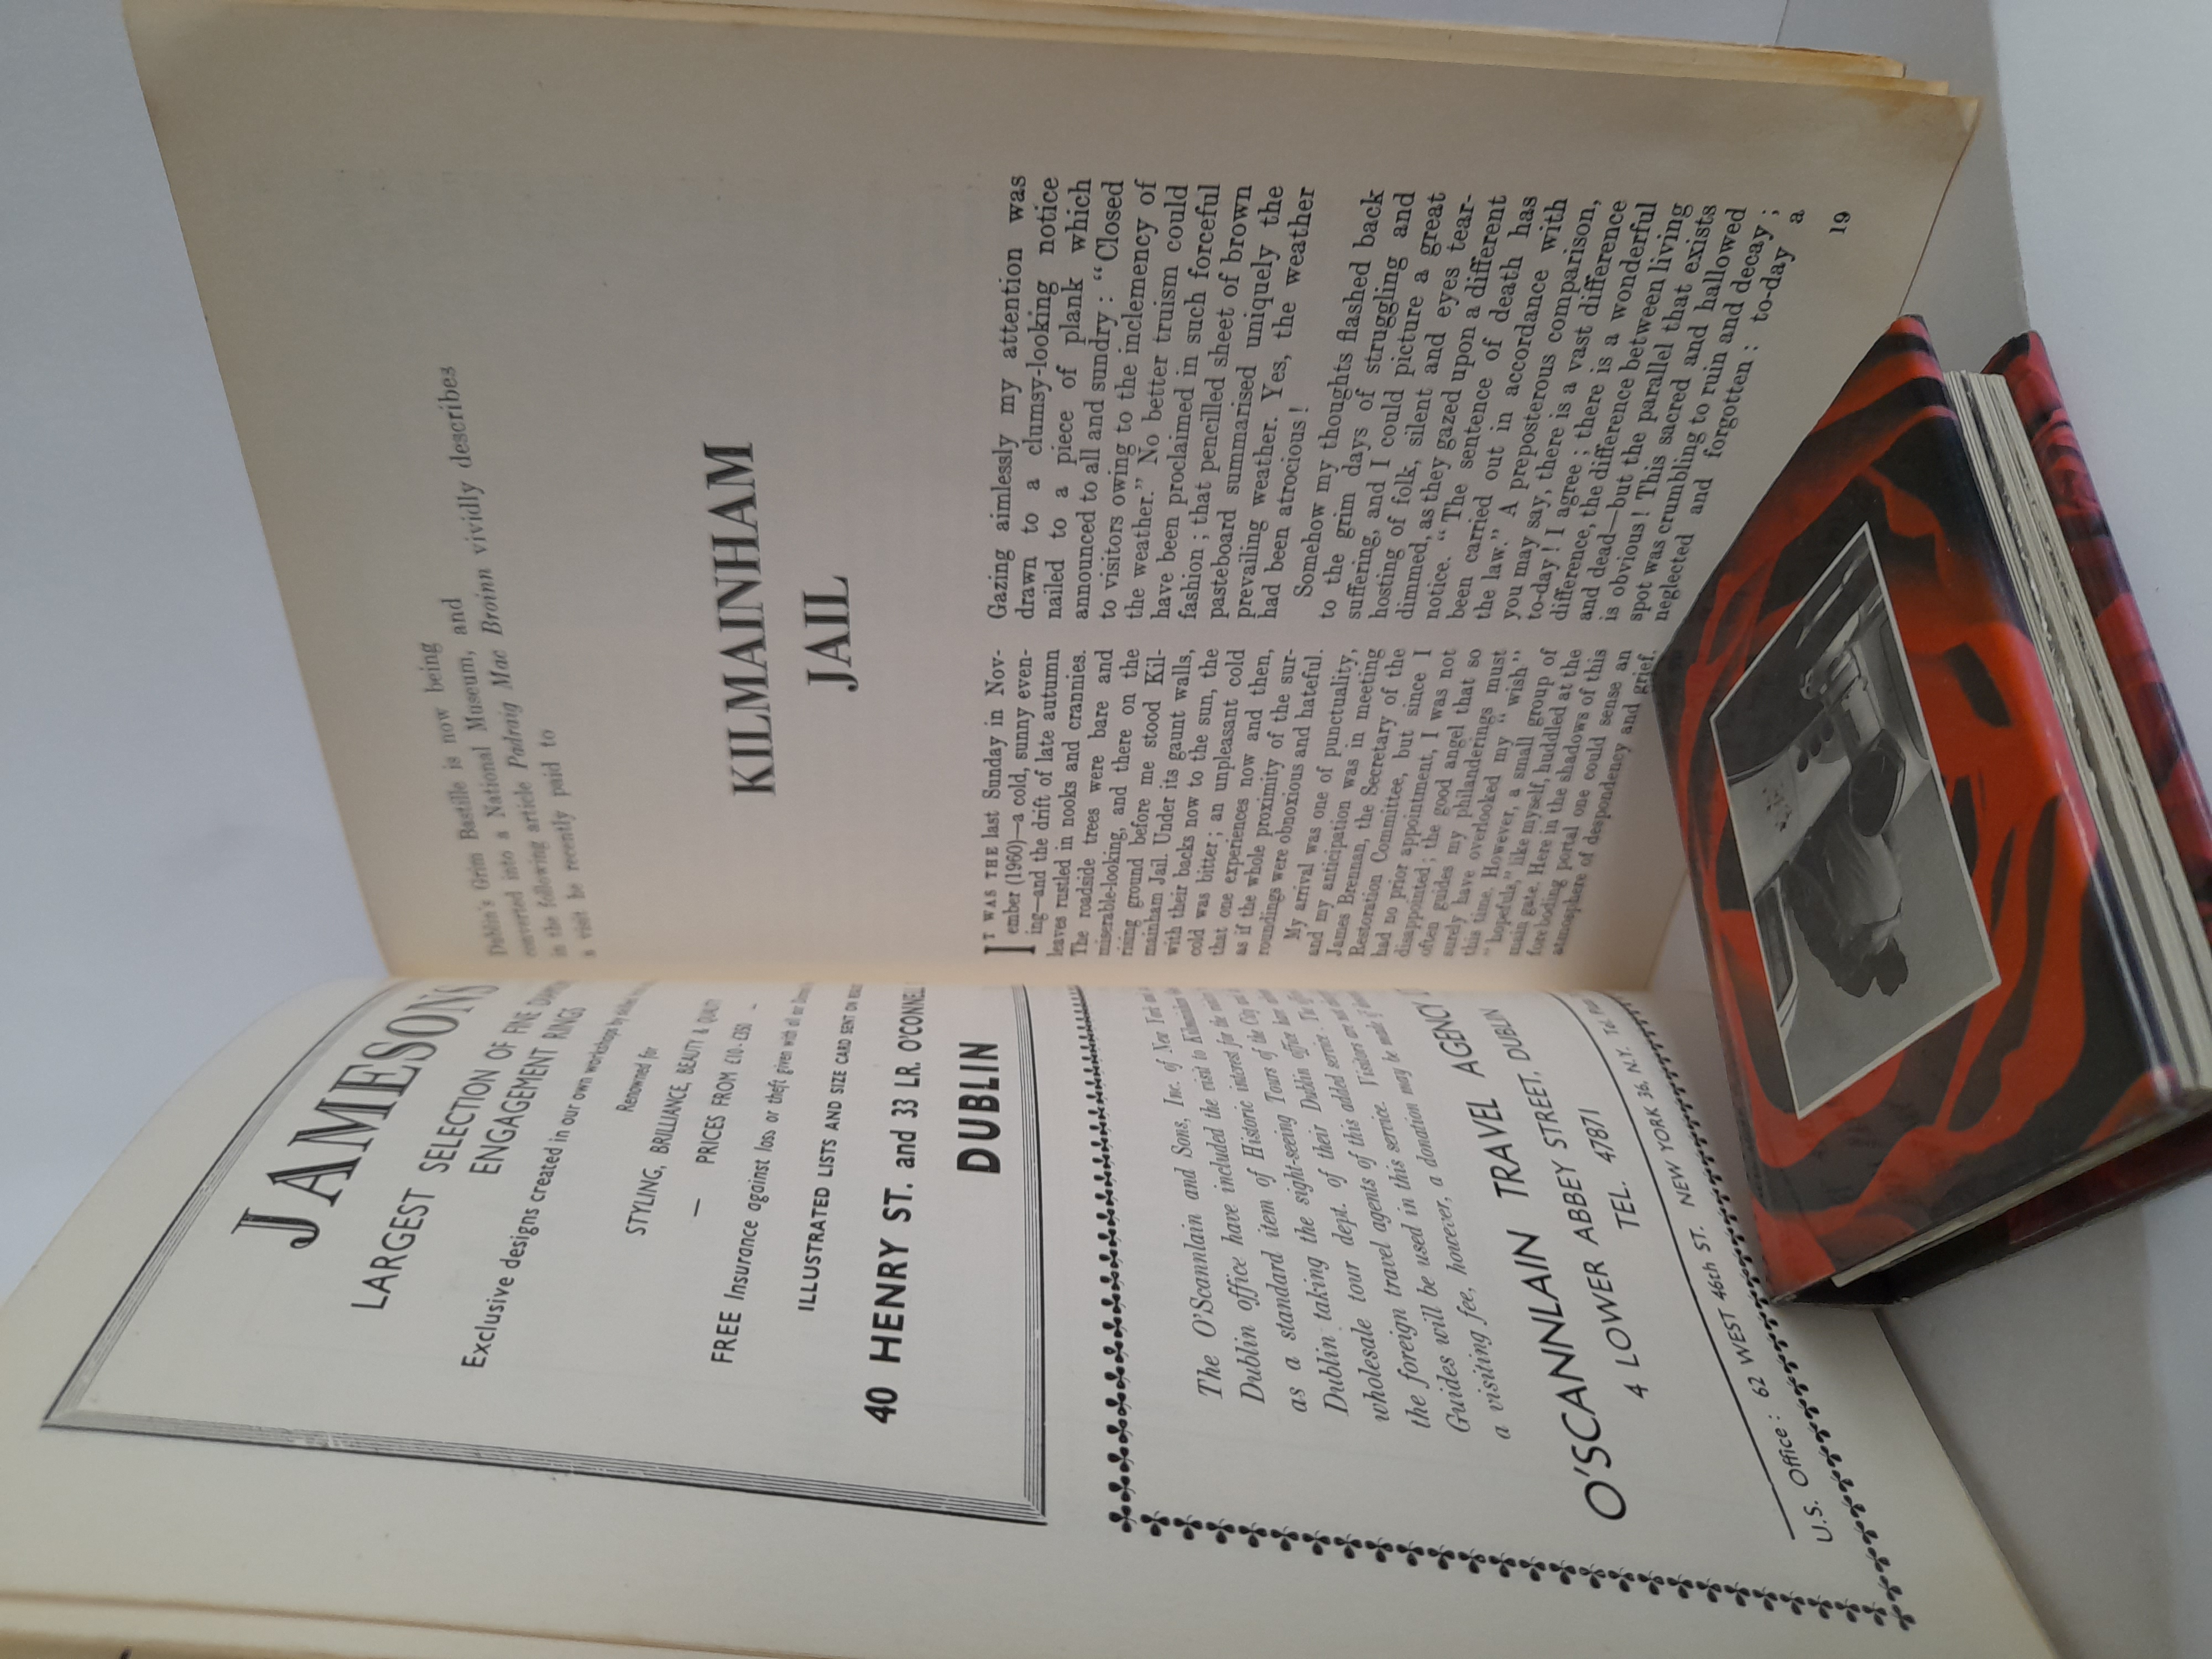 JAMESONS
LARGEST SELECTION OF FINE
ENGAGEMENT RINGS
Exclusive designs created in our own workshops by
Renowned for
STYLING, BRILLIANCE, BEAUTY &
— PRICES FROM £10-£350 –
FREE Insurance against loss or theft given with all
ILLUSTRATED LISTS AND SIZE CARD SENT ON
40 HENRY ST. and 33 LR. O'CONNELL
DUBLIN
The O'Scannlain and Sons, Inc. of New York
Dublin office have included the visit to Kilmainham
as a standard item of Historic interest for the
Dublin taking the sight-seeing Tours of the City
wholesale tour dept. of their Dublin office
the foreign travel agents of this added service.
Guides will be used in this service. Visitors are
a visiting fee, however, a donation may be made
O'SCANNLAIN TRAVEL AGENCY
4 LOWER ABBEY STREET, DUBLIN
TEL. 47871
U.S. Office : 62 WEST 46th ST. NEW YORK 36, N.Y. Tel.
Dublin's Grim Bastille is now being
converted into a National Museum, and
in the following article Padraig Mac Broinn vividly describes
a visit he recently paid to
KILMAINHAM
JAIL
IT WAS THE last Sunday in Nov-
ember (1960)—a cold, sunny even-
ing—and the drift of late autumn
leaves rustled in nooks and crannies.
The roadside trees were bare and
miserable-looking, and there on the
rising ground before me stood Kil-
mainham Jail. Under its gaunt walls,
with their backs now to the sun, the
cold was bitter ; an unpleasant cold
that one experiences now and then,
as if the whole proximity of the sur-
roundings were obnoxious and hateful.
My arrival was one of punctuality,
and my anticipation was in meeting
James Brennan, the Secretary of the
Restoration Committee, but since I
had no prior appointment, I was not
disappointed ; the good angel that so
often guides my philanderings must
surely have overlooked my "wish"
this time. However, a small group of
"hopefuls," like myself, huddled at the
main gate. Here in the shadows of this
foreboding portal one could sense an
atmosphere of despondency and grief.
Gazing aimlessly my attention was
drawn to a clumsy-looking notice
nailed to a piece of plank which
announced to all and sundry : "Closed
to visitors owing to the inclemency of
the weather." No better truism could
have been proclaimed in such forceful
fashion ; that pencilled sheet of brown
pasteboard summarised uniquely the
prevailing weather. Yes, the weather
had been atrocious !
Somehow my thoughts flashed back
to the grim days of struggling and
suffering, and I could picture a great
hosting of folk, silent and eyes tear-
dimmed, as they gazed upon a different
notice. "The sentence of death has
been carried out in accordance with
the law." A preposterous comparison,
you may say, there is a vast difference
to-day ! I agree ; there is a wonderful
difference, the difference between living
and dead—but the parallel that exists
is obvious ! This sacred and hallowed
spot was crumbling to ruin and decay ;
neglected and forgotten : to-day a
19